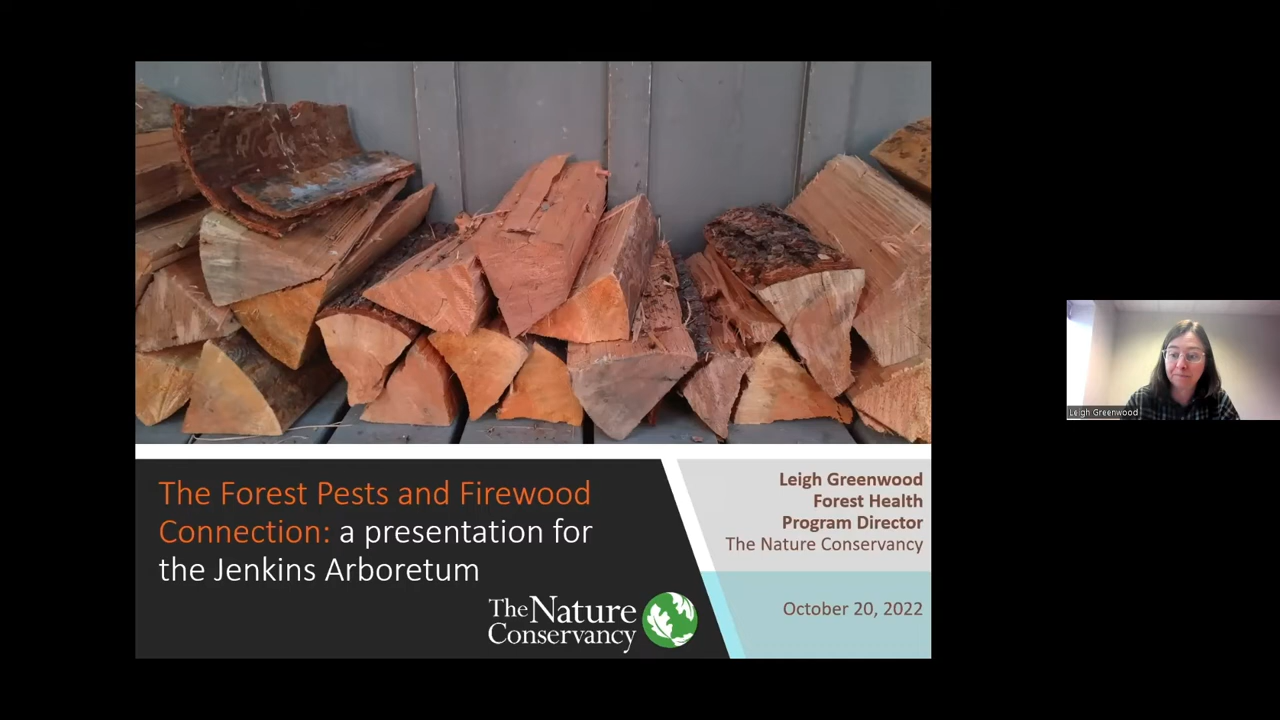 The Forest Pests and Firewood
Connection: a presentation for
the Jenkins Arboretum
The Nature
Conservancy
Leigh Greenwood
Forest Health
Program Director
The Nature Conservancy
October 20, 2022
Leigh Greenwood